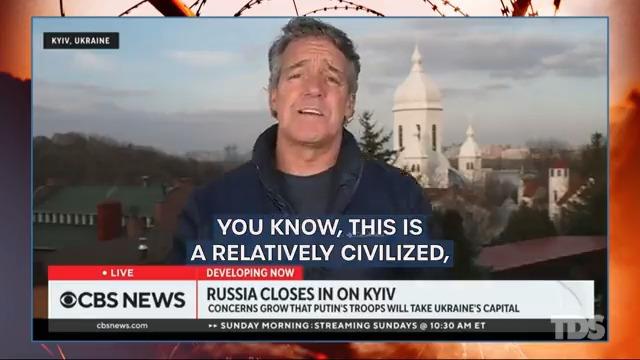 KYIV, UKRAINE
YOU KNOW, THIS IS
A RELATIVELY CIVILIZED,
LIVE
DEVELOPING NOW
CBS NEWS
RUSSIA CLOSES IN ON KYIV
CONCERNS GROW THAT PUTIN'S TROOPS WILL TAKE UKRAINE'S CAPITAL
cbsnews.com
SUNDAY MORNING: STREAMING SUNDAYS @ 10:30 AM ET
TDS